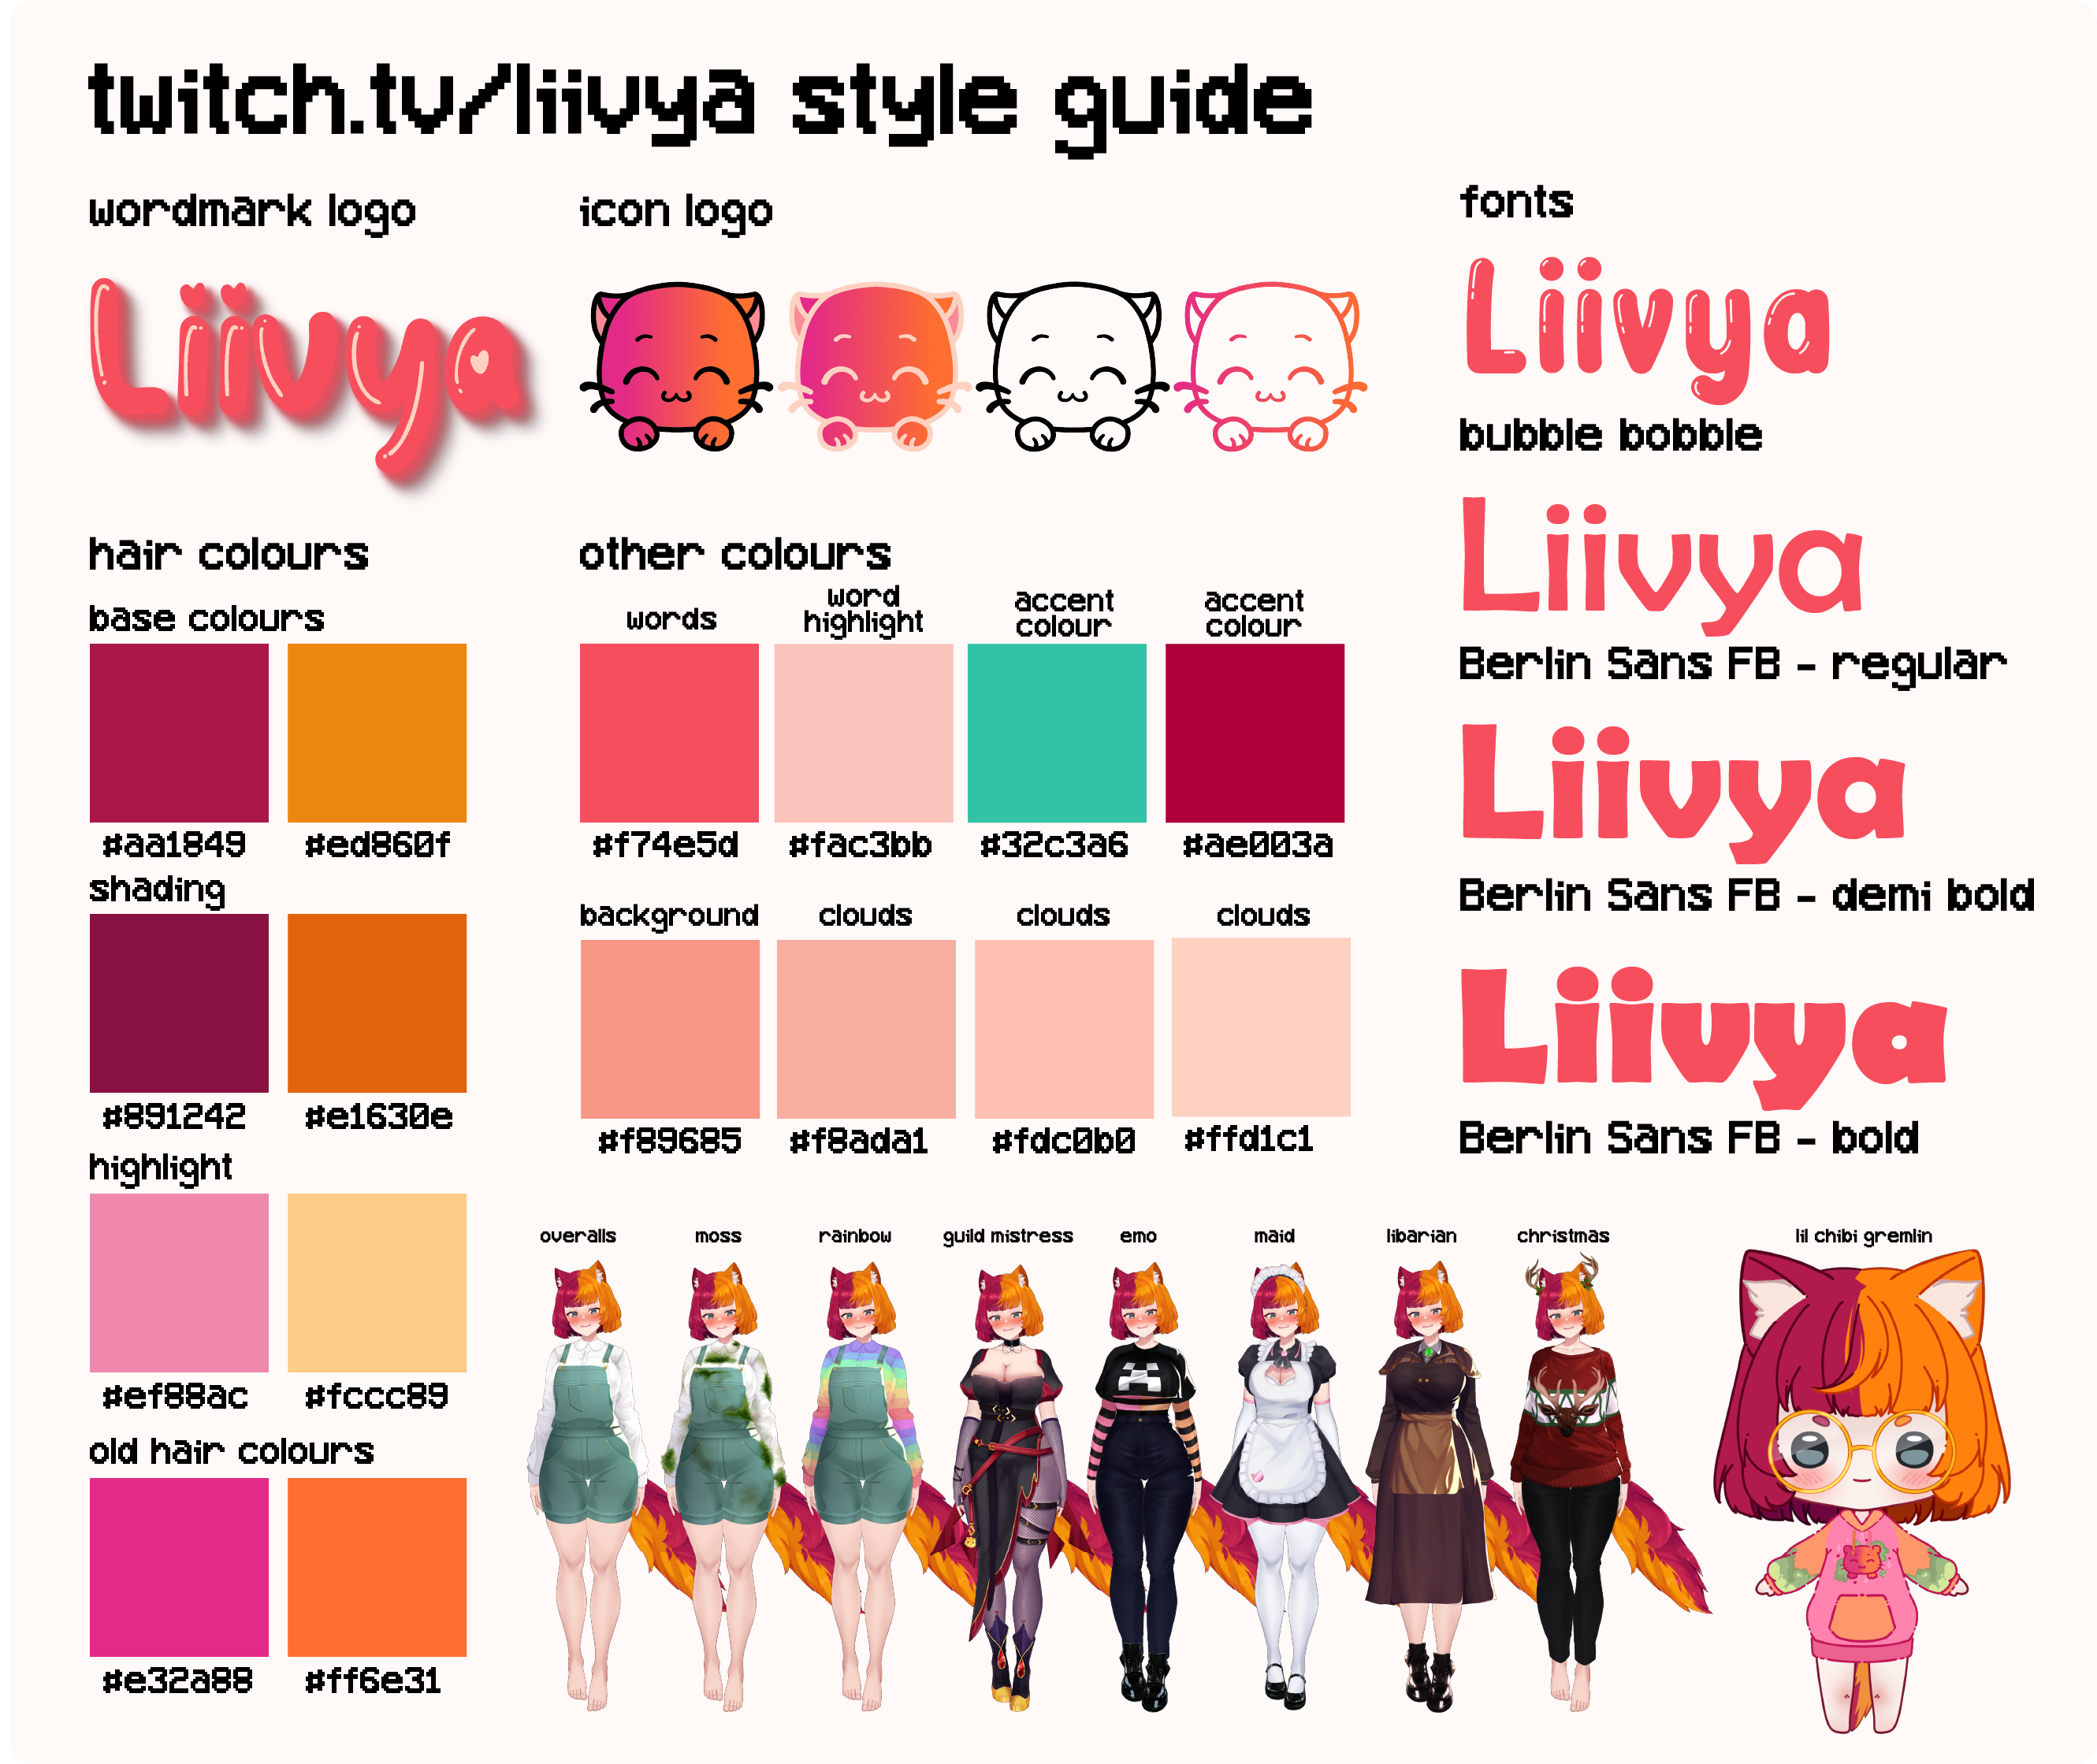 twitch.tv/liivya style guide
wordmark logo
Liivya
icon logo
hair colours
base colours
#aa1849 #ed860f
shading
#891242 #e1630e
highlight
#ef88ac #fccc89
old hair colours
#e32a88 #ff6e31
other colours
words
word
highlight
accent
colour
accent
colour
#f74e5d #fac3bb #32c3a6 #ae003a
background clouds clouds clouds
#f89685 #f8ada1 #fdc0b0 #ffd1c1
fonts
Liivya
bubble bobble
Liivya
Berlin Sans FB - regular
Liivya
Berlin Sans FB - demi bold
Liivya
Berlin Sans FB - bold
overalls moss rainbow guild mistress emo maid libarian christmas lil chibi gremlin